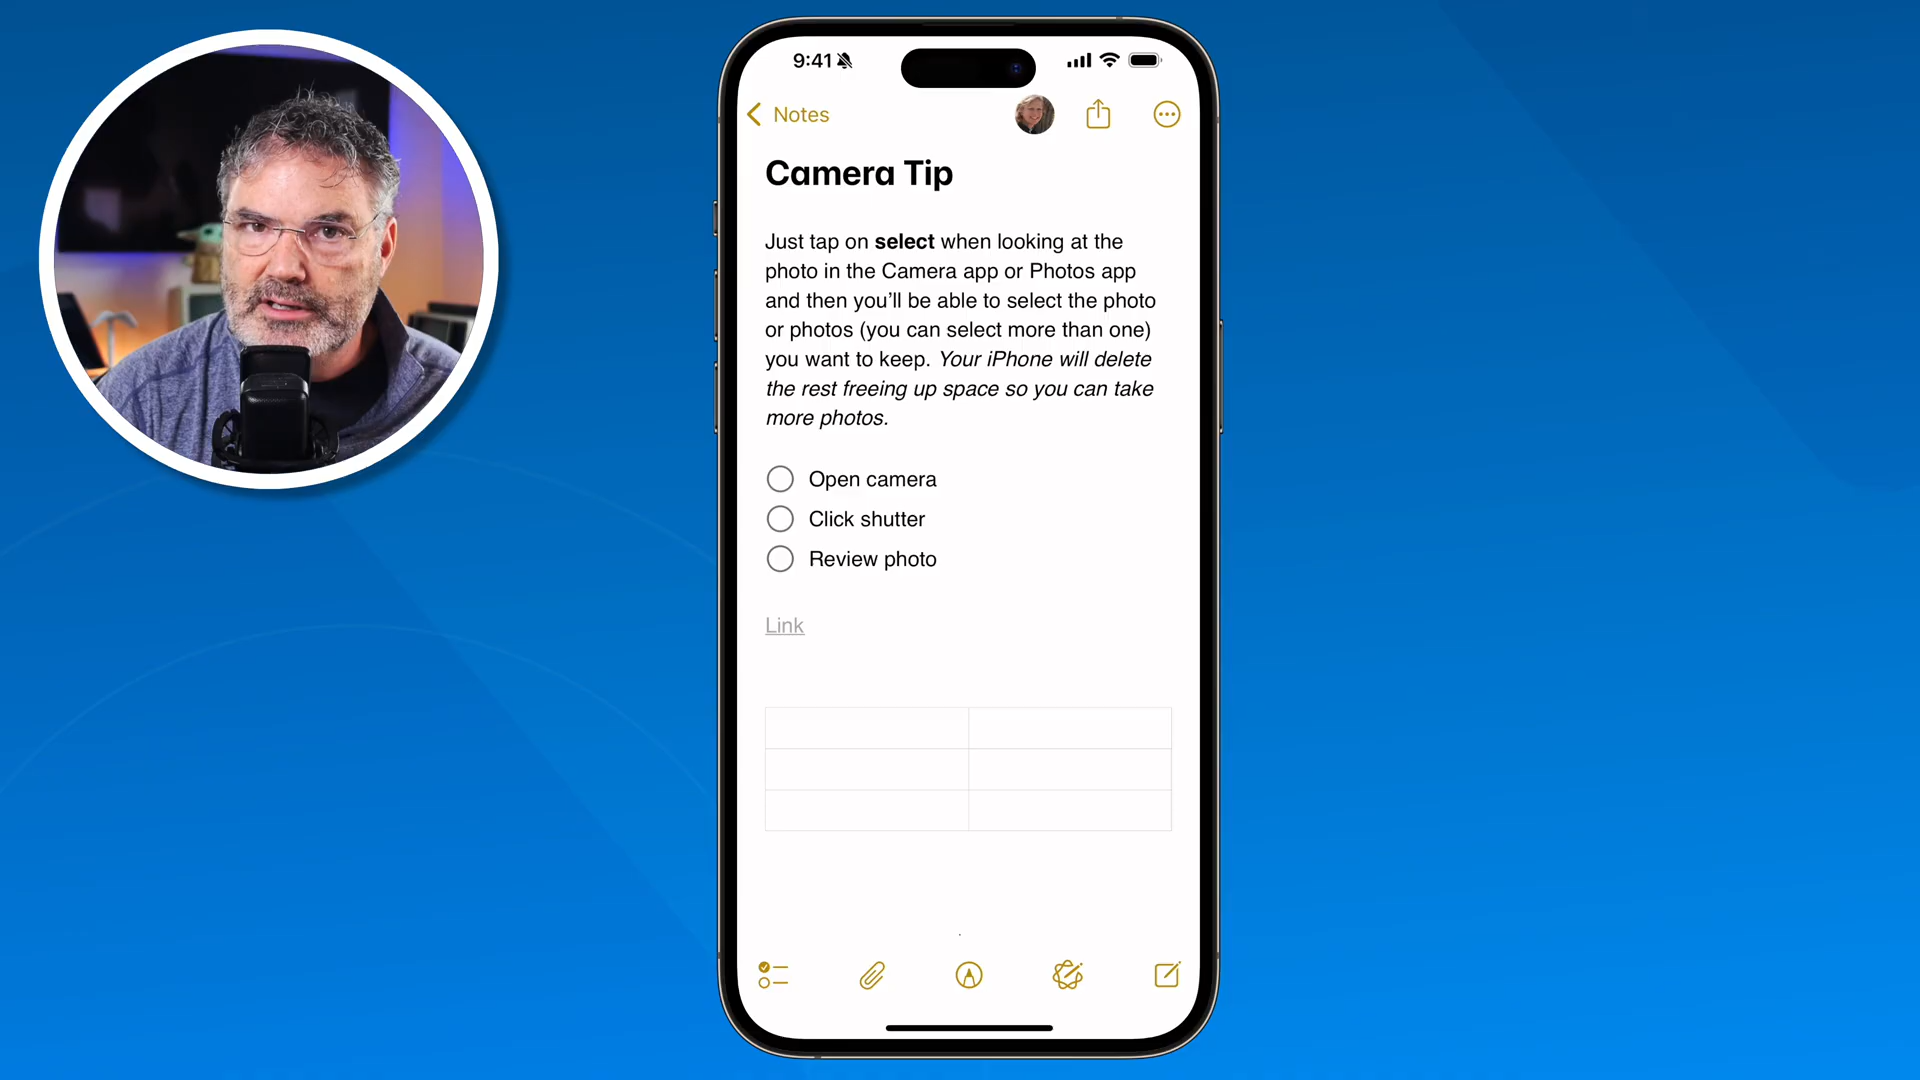 9:41
Notes
Camera Tip
Just tap on select when looking at the
photo in the Camera app or Photos app
and then you’ll be able to select the photo
or photos (you can select more than one)
you want to keep. Your iPhone will delete
the rest freeing up space so you can take
more photos.
Open camera
Click shutter
Review photo
Link